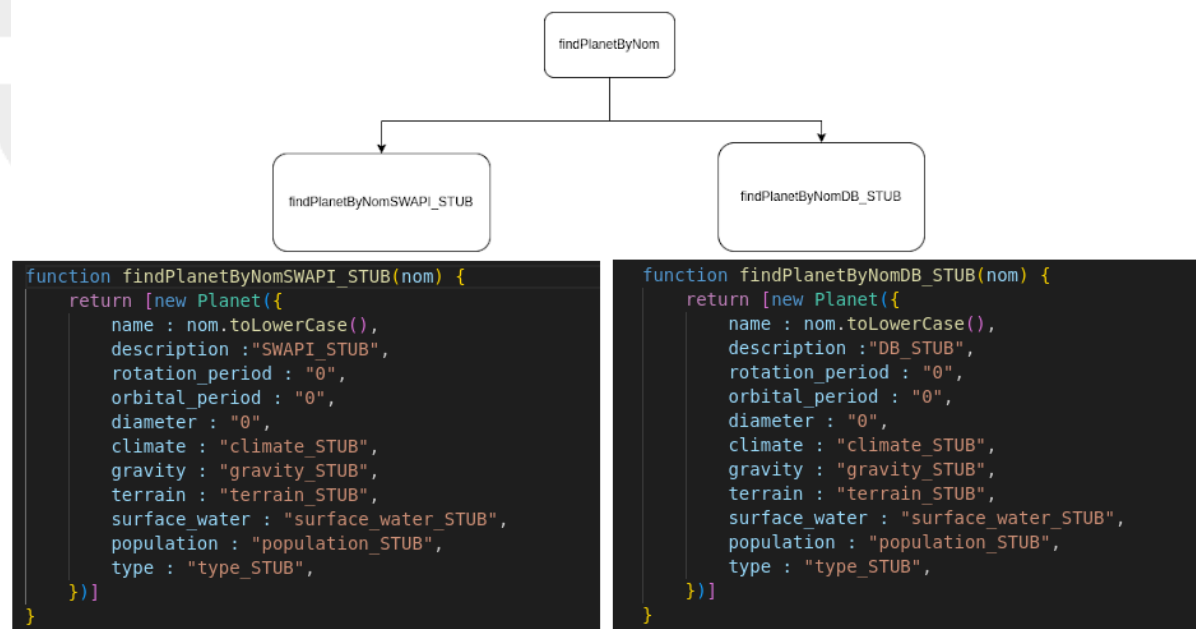 findPlanetByNom
findPlanetByNomSWAPI_STUB
findPlanetByNomDB_STUB
function findPlanetByNomSWAPI_STUB(nom) {
    return [new Planet({
        name : nom.toLowerCase(),
        description :"SWAPI_STUB",
        rotation_period : "0",
        orbital_period : "0",
        diameter : "0",
        climate : "climate_STUB",
        gravity : "gravity_STUB",
        terrain : "terrain_STUB",
        surface_water : "surface_water_STUB",
        population : "population_STUB",
        type : "type_STUB",
    })]
}
function findPlanetByNomDB_STUB(nom) {
    return [new Planet({
        name : nom.toLowerCase(),
        description :"DB_STUB",
        rotation_period : "0",
        orbital_period : "0",
        diameter : "0",
        climate : "climate_STUB",
        gravity : "gravity_STUB",
        terrain : "terrain_STUB",
        surface_water : "surface_water_STUB",
        population : "population_STUB",
        type : "type_STUB",
    })]
}